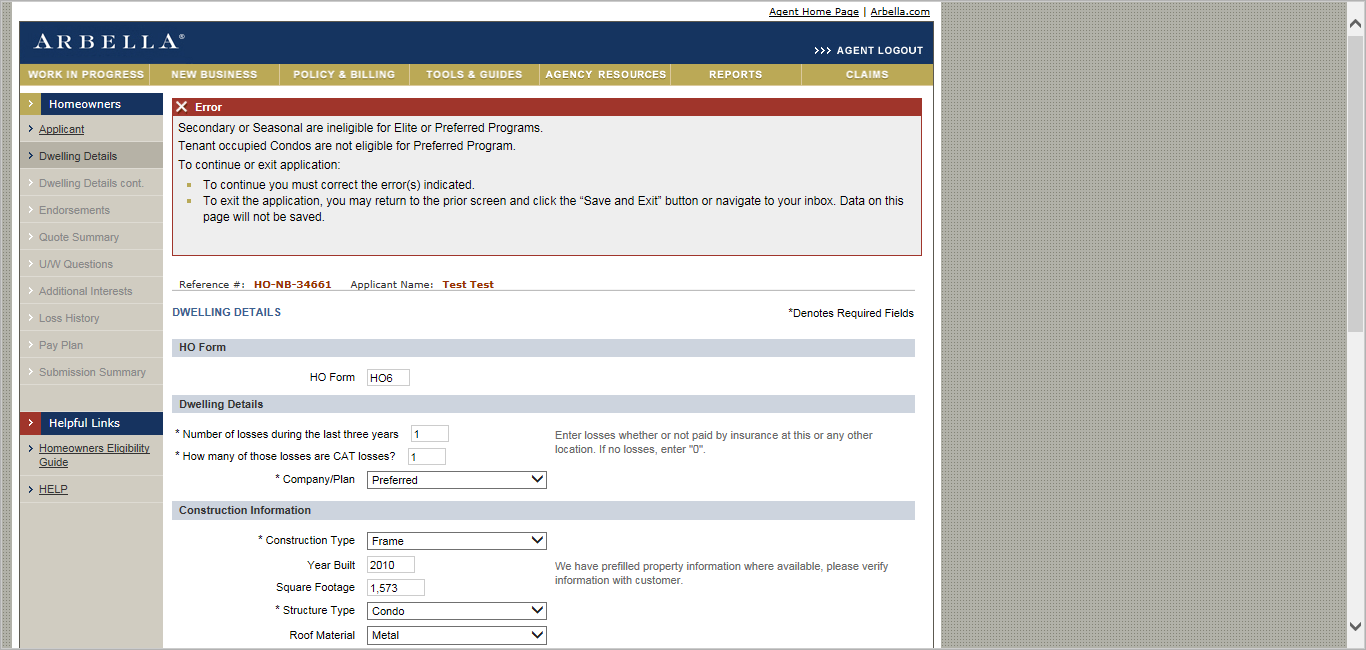 Agent Home Page | Arbella.com
ARBELLA®
>>> AGENT LOGOUT
WORK IN PROGRESS NEW BUSINESS POLICY & BILLING TOOLS & GUIDES AGENCY RESOURCES REPORTS CLAIMS
Homeowners
Applicant
Dwelling Details
Dwelling Details cont.
Endorsements
Quote Summary
U/W Questions
Additional Interests
Loss History
Pay Plan
Submission Summary
Helpful Links
Homeowners Eligibility
Guide
HELP
Error
Secondary or Seasonal are ineligible for Elite or Preferred Programs.
Tenant occupied Condos are not eligible for Preferred Program.
To continue or exit application:
To continue you must correct the error(s) indicated.
To exit the application, you may return to the prior screen and click the “Save and Exit” button or navigate to your inbox. Data on this
page will not be saved.
Reference #: HO-NB-34661 Applicant Name: Test Test
DWELLING DETAILS
*Denotes Required Fields
HO Form
HO Form HO6
Dwelling Details
* Number of losses during the last three years 1
* How many of those losses are CAT losses? 1
Enter losses whether or not paid by insurance at this or any other
location. If no losses, enter "0".
* Company/Plan Preferred
Construction Information
* Construction Type Frame
Year Built 2010
Square Footage 1,573
We have prefilled property information where available, please verify
information with customer.
* Structure Type Condo
Roof Material Metal